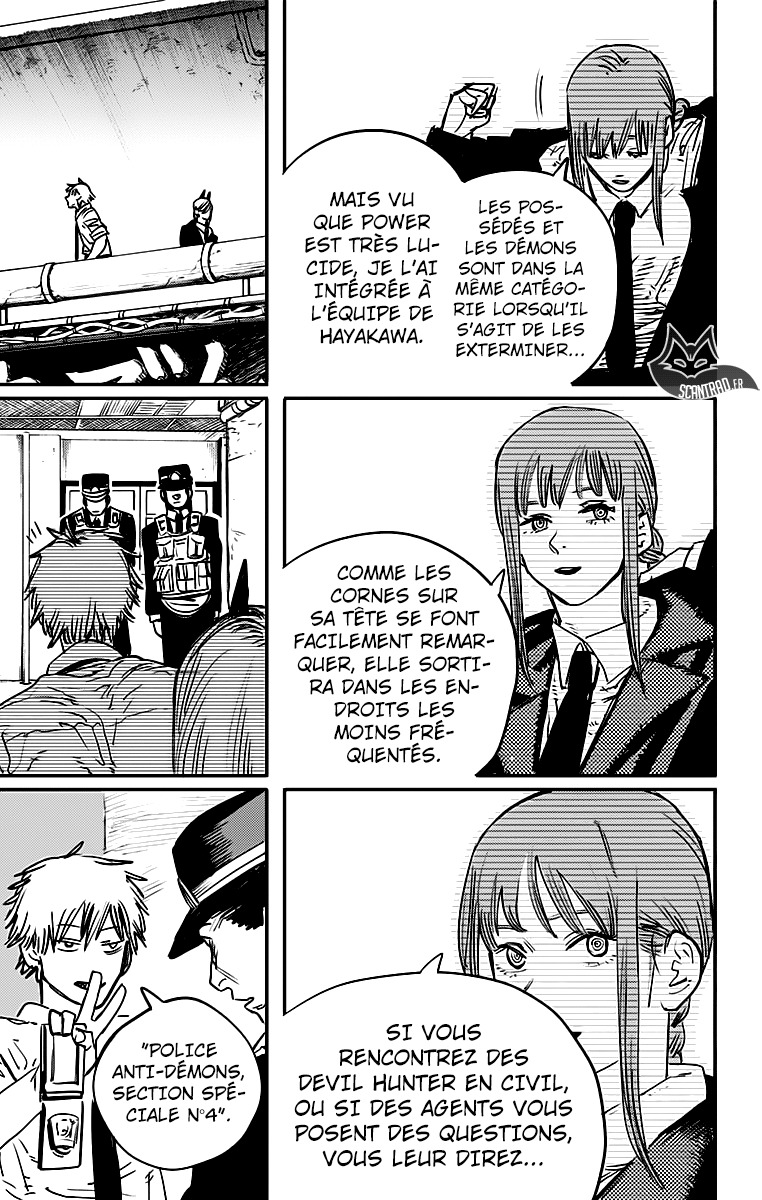 LES POS-
SÉDÉS ET
LES DÉMONS
SONT DANS LA
MÊME CATÉGO-
RIE LORSQU'IL
S'AGIT DE LES
EXTERMINER...
MAIS VU
QUE POWER
EST TRÈS LU-
CIDE, JE L'AI
INTÉGRÉE À
L'ÉQUIPE DE
HAYAKAWA.
SCANTRAD.FR
COMME LES
CORNES SUR
SA TÊTE SE FONT
FACILEMENT REMAR-
QUER, ELLE SORTI-
RA DANS LES EN-
DROITS LES
MOINS FRÉ-
QUENTÉS.
SI VOUS
RENCONTREZ DES
DEVIL HUNTER EN CIVIL,
OU SI DES AGENTS VOUS
POSENT DES QUESTIONS,
VOUS LEUR DIREZ...
"POLICE
ANTI-DÉMONS,
SECTION SPÉ-
CIALE N°4".